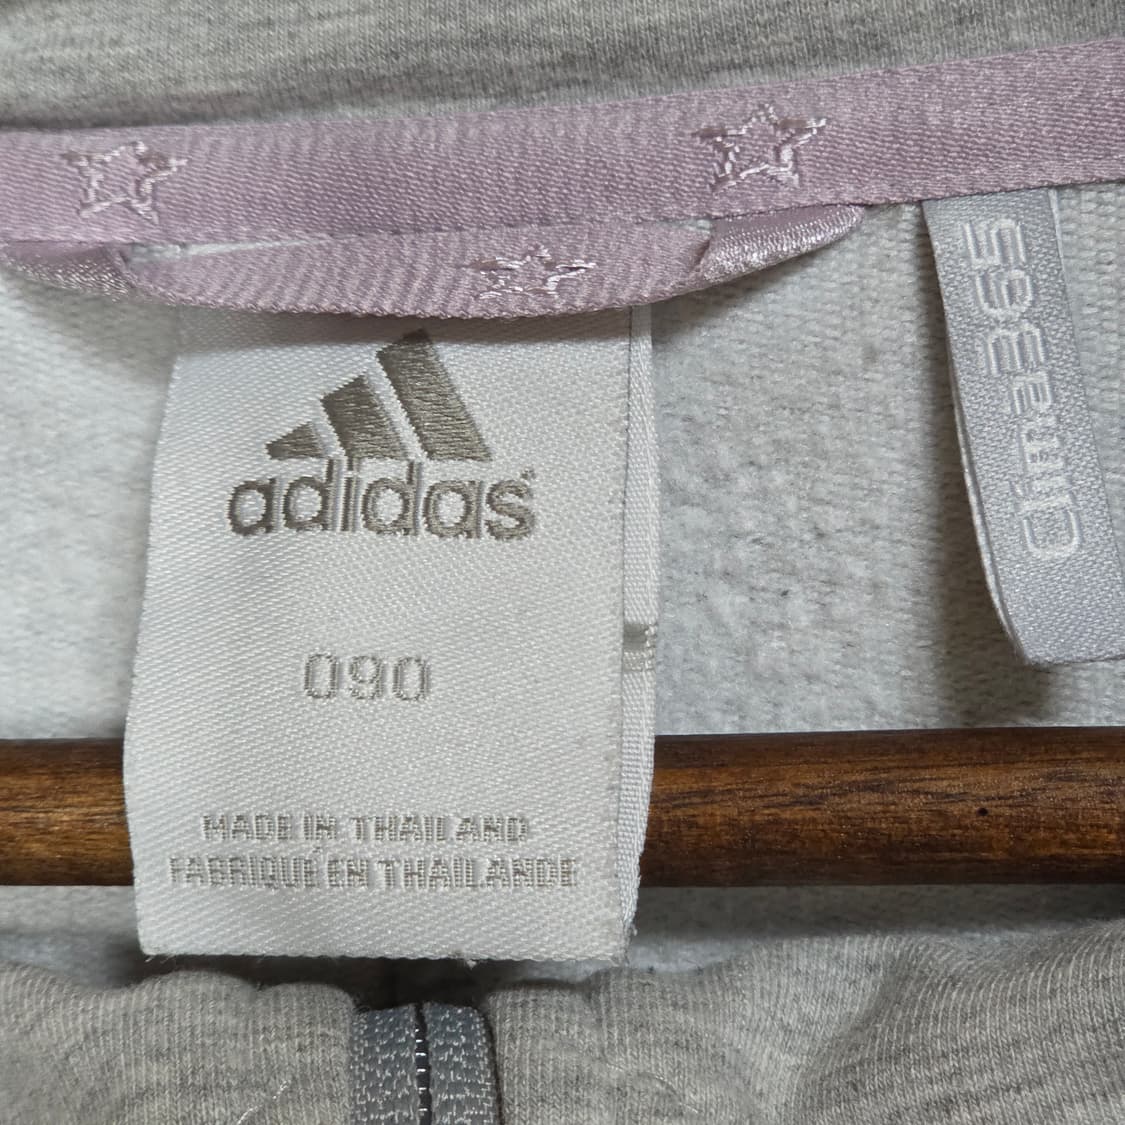 adidas
090
MADE IN THAILAND
FABRIQUÉ EN THAILANDE
clima365